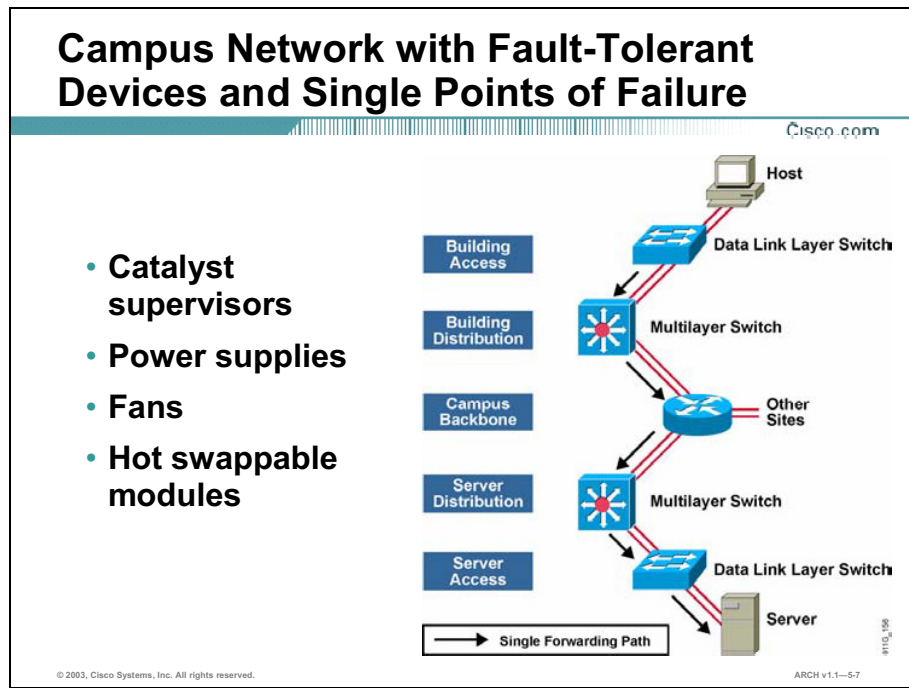 Campus Network with Fault-Tolerant
Devices and Single Points of Failure
Cisco.com
• Catalyst
supervisors
• Power supplies
• Fans
• Hot swappable
modules
Host
Building
Access
Data Link Layer Switch
Building
Distribution
Multilayer Switch
Campus
Backbone
Other
Sites
Server
Distribution
Multilayer Switch
Server
Access
Data Link Layer Switch
Server
Single Forwarding Path
911G_156
© 2003, Cisco Systems, Inc. All rights reserved.
ARCH v1.1—5-7